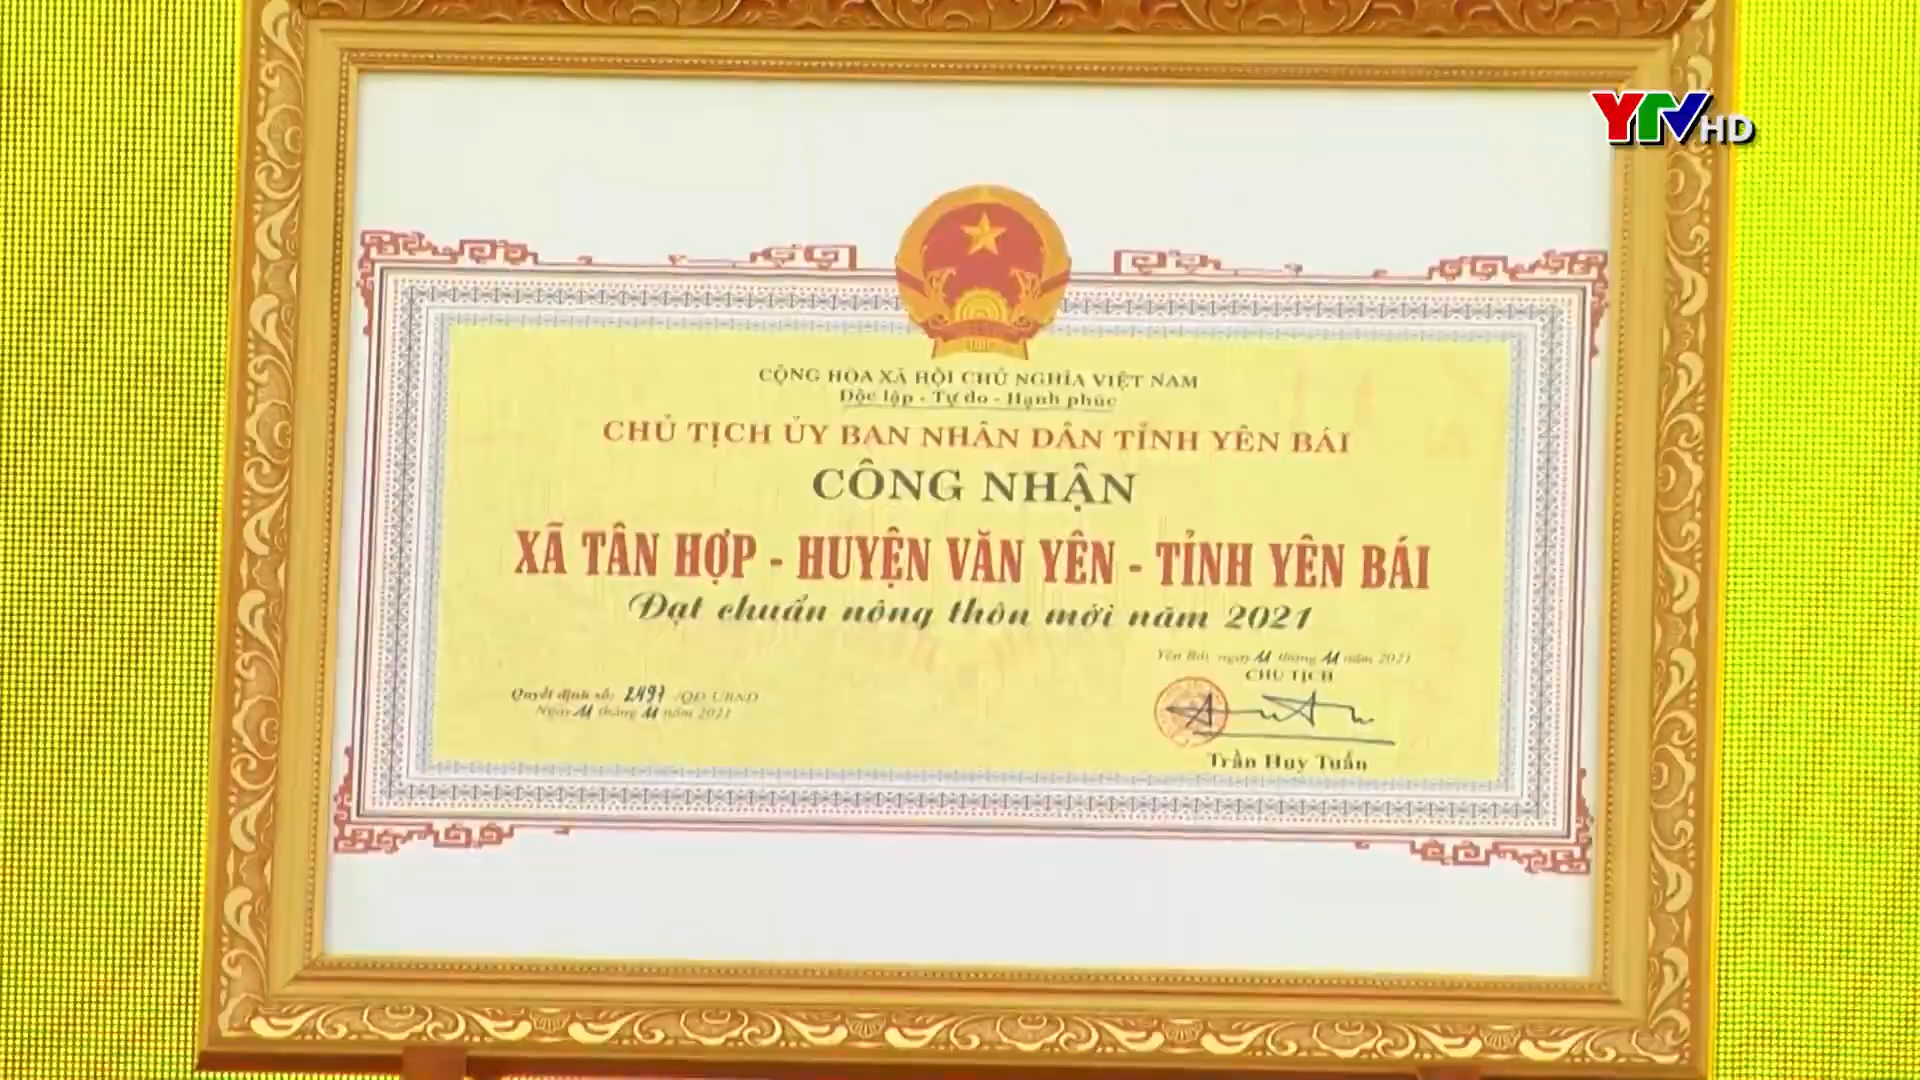 YTV HD
CỘNG HÒA XÃ HỘI CHỦ NGHĨA VIỆT NAM
Độc lập - Tự do - Hạnh phúc
CHỦ TỊCH ỦY BAN NHÂN DÂN TỈNH YÊN BÁI
CÔNG NHẬN
XÃ TÂN HỢP - HUYỆN VĂN YÊN - TỈNH YÊN BÁI
Đạt chuẩn nông thôn mới năm 2021
Yên Bái, ngày 11 tháng 11 năm 2021
CHỦ TỊCH
Quyết định số: 2497 /QĐ-UBND
Ngày 11 tháng 11 năm 2021
Trần Huy Tuấn